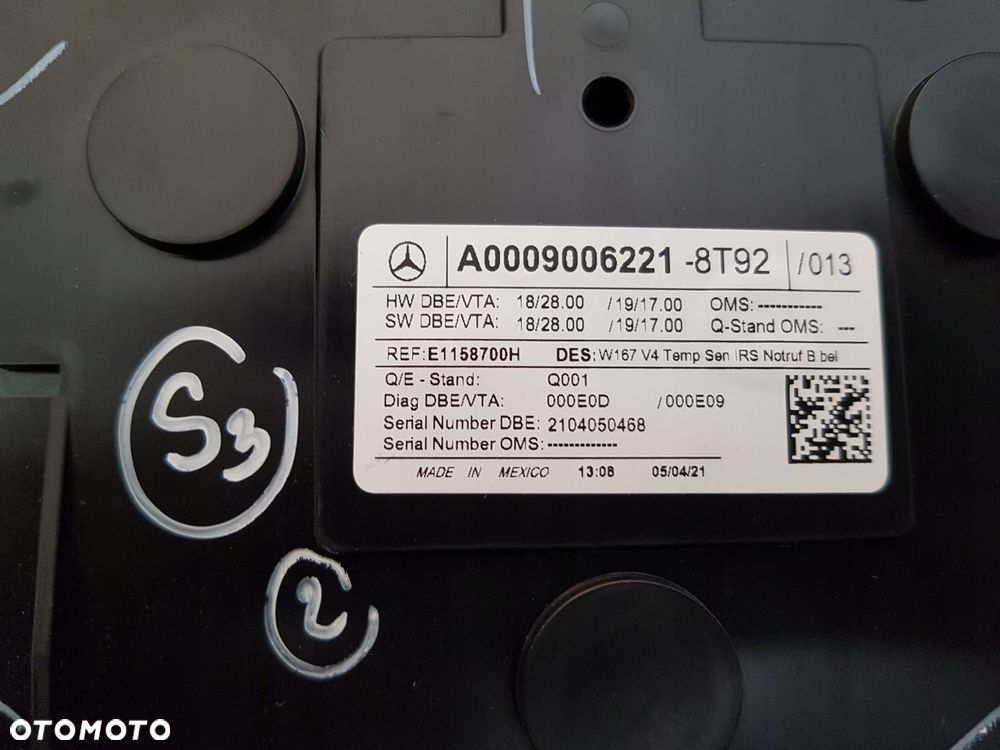 A0009006221 -8T92 /013
HW DBE/VTA: 18/28.00 /19/17.00 OMS: -----------
SW DBE/VTA: 18/28.00 /19/17.00 Q-Stand OMS: ---
REF: E1158700H DES: W167 V4 Temp Sen IRS Notruf B bel
Q/E - Stand: Q001
Diag DBE/VTA: 000E0D /000E09
Serial Number DBE: 2104050468
Serial Number OMS: ------------
MADE IN MEXICO 13:08 05/04/21
S3
2
OTOMOTO